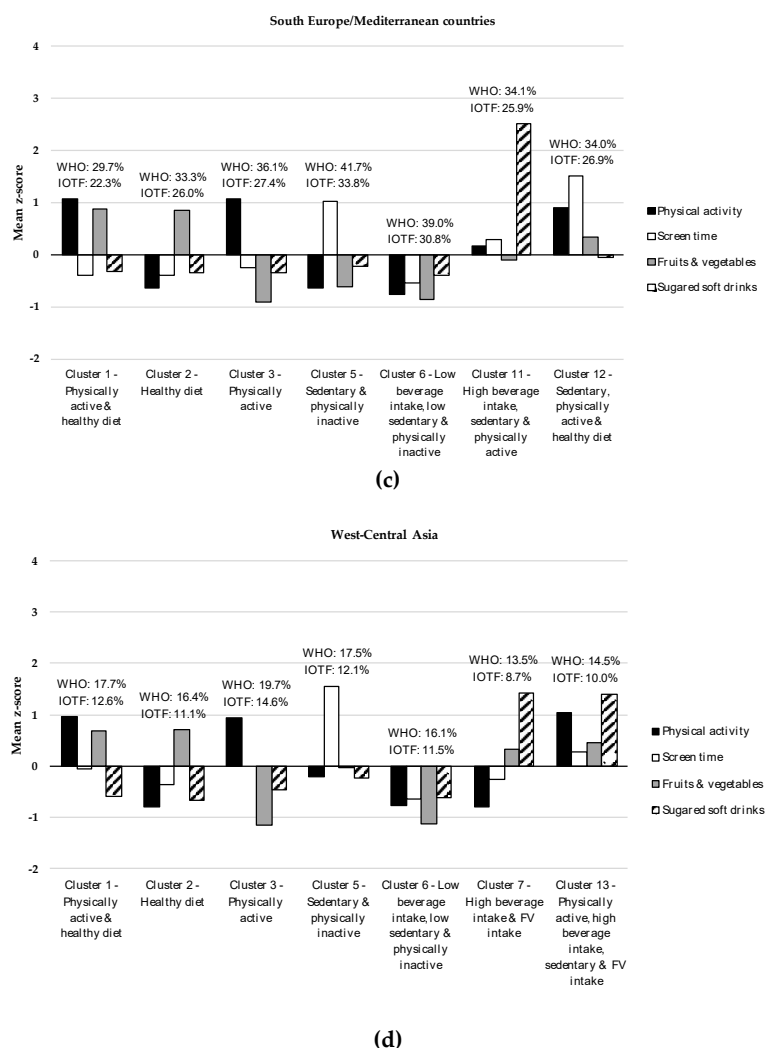 South Europe/Mediterranean countries
4
3
2
1
0
-1
-2
Mean z-score
WHO: 29.7%
IOTF: 22.3%
WHO: 33.3%
IOTF: 26.0%
WHO: 36.1%
IOTF: 27.4%
WHO: 41.7%
IOTF: 33.8%
WHO: 39.0%
IOTF: 30.8%
WHO: 34.1%
IOTF: 25.9%
WHO: 34.0%
IOTF: 26.9%
Physical activity
Screen time
Fruits & vegetables
Sugared soft drinks
Cluster 1 -
Physically
active &
healthy diet
Cluster 2 -
Healthy diet
Cluster 3 -
Physically
active
Cluster 5 -
Sedentary &
physically
inactive
Cluster 6 - Low
beverage
intake, low
sedentary &
physically
inactive
Cluster 11 -
High beverage
intake,
sedentary &
physically
active
Cluster 12 -
Sedentary,
physically
active &
healthy diet
(c)
West-Central Asia
4
3
2
1
0
-1
-2
Mean z-score
WHO: 17.7%
IOTF: 12.6%
WHO: 16.4%
IOTF: 11.1%
WHO: 19.7%
IOTF: 14.6%
WHO: 17.5%
IOTF: 12.1%
WHO: 16.1%
IOTF: 11.5%
WHO: 13.5%
IOTF: 8.7%
WHO: 14.5%
IOTF: 10.0%
Physical activity
Screen time
Fruits & vegetables
Sugared soft drinks
Cluster 1 -
Physically
active &
healthy diet
Cluster 2 -
Healthy diet
Cluster 3 -
Physically
active
Cluster 5 -
Sedentary &
physically
inactive
Cluster 6 - Low
beverage
intake, low
sedentary &
physically
inactive
Cluster 7 -
High beverage
intake & FV
intake
Cluster 13 -
Physically
active, high
beverage
intake,
sedentary & FV
intake
(d)